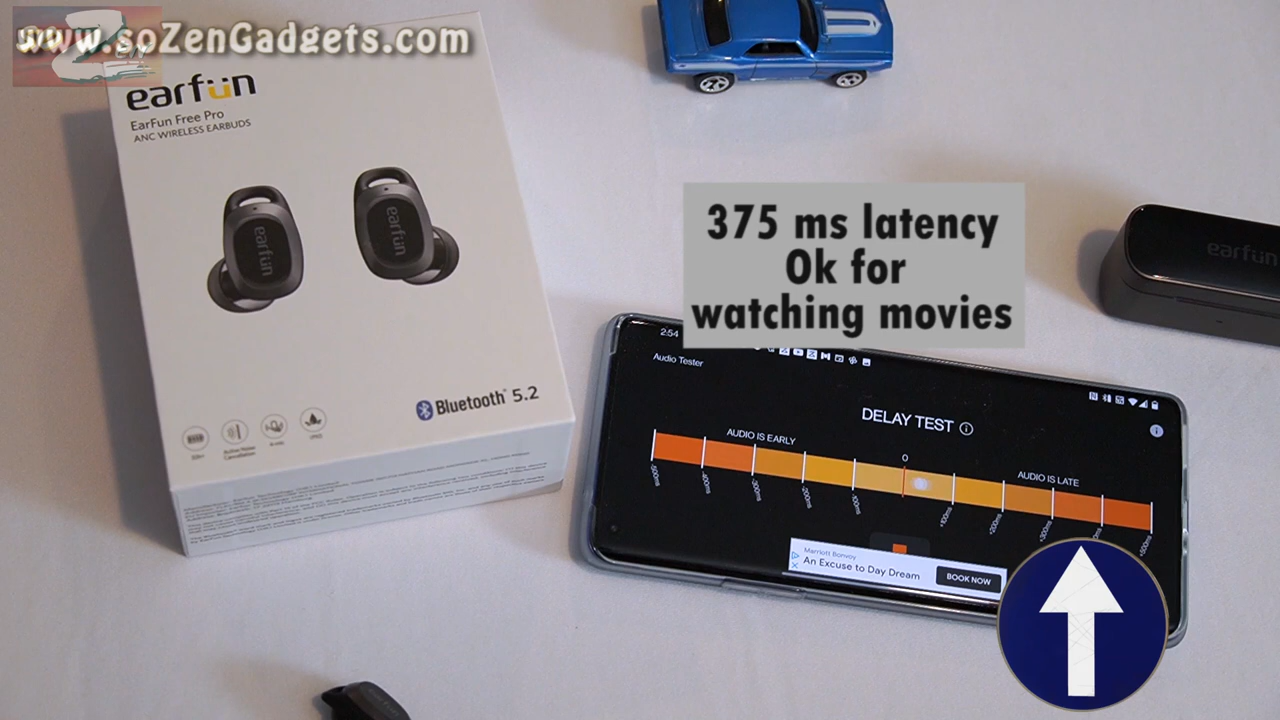 www.soZenGadgets.com
earfun
EarFun Free Pro
ANC WIRELESS EARBUDS
earfun
earfun
Bluetooth 5.2
375 ms latency
Ok for
watching movies
earfun
2:54
Audio Tester
DELAY TEST
AUDIO IS EARLY
0
AUDIO IS LATE
-500ms
-400ms
-300ms
-200ms
-100ms
+100ms
+200ms
+300ms
+500ms
Marriott Bonvoy
An Excuse to Day Dream
BOOK NOW